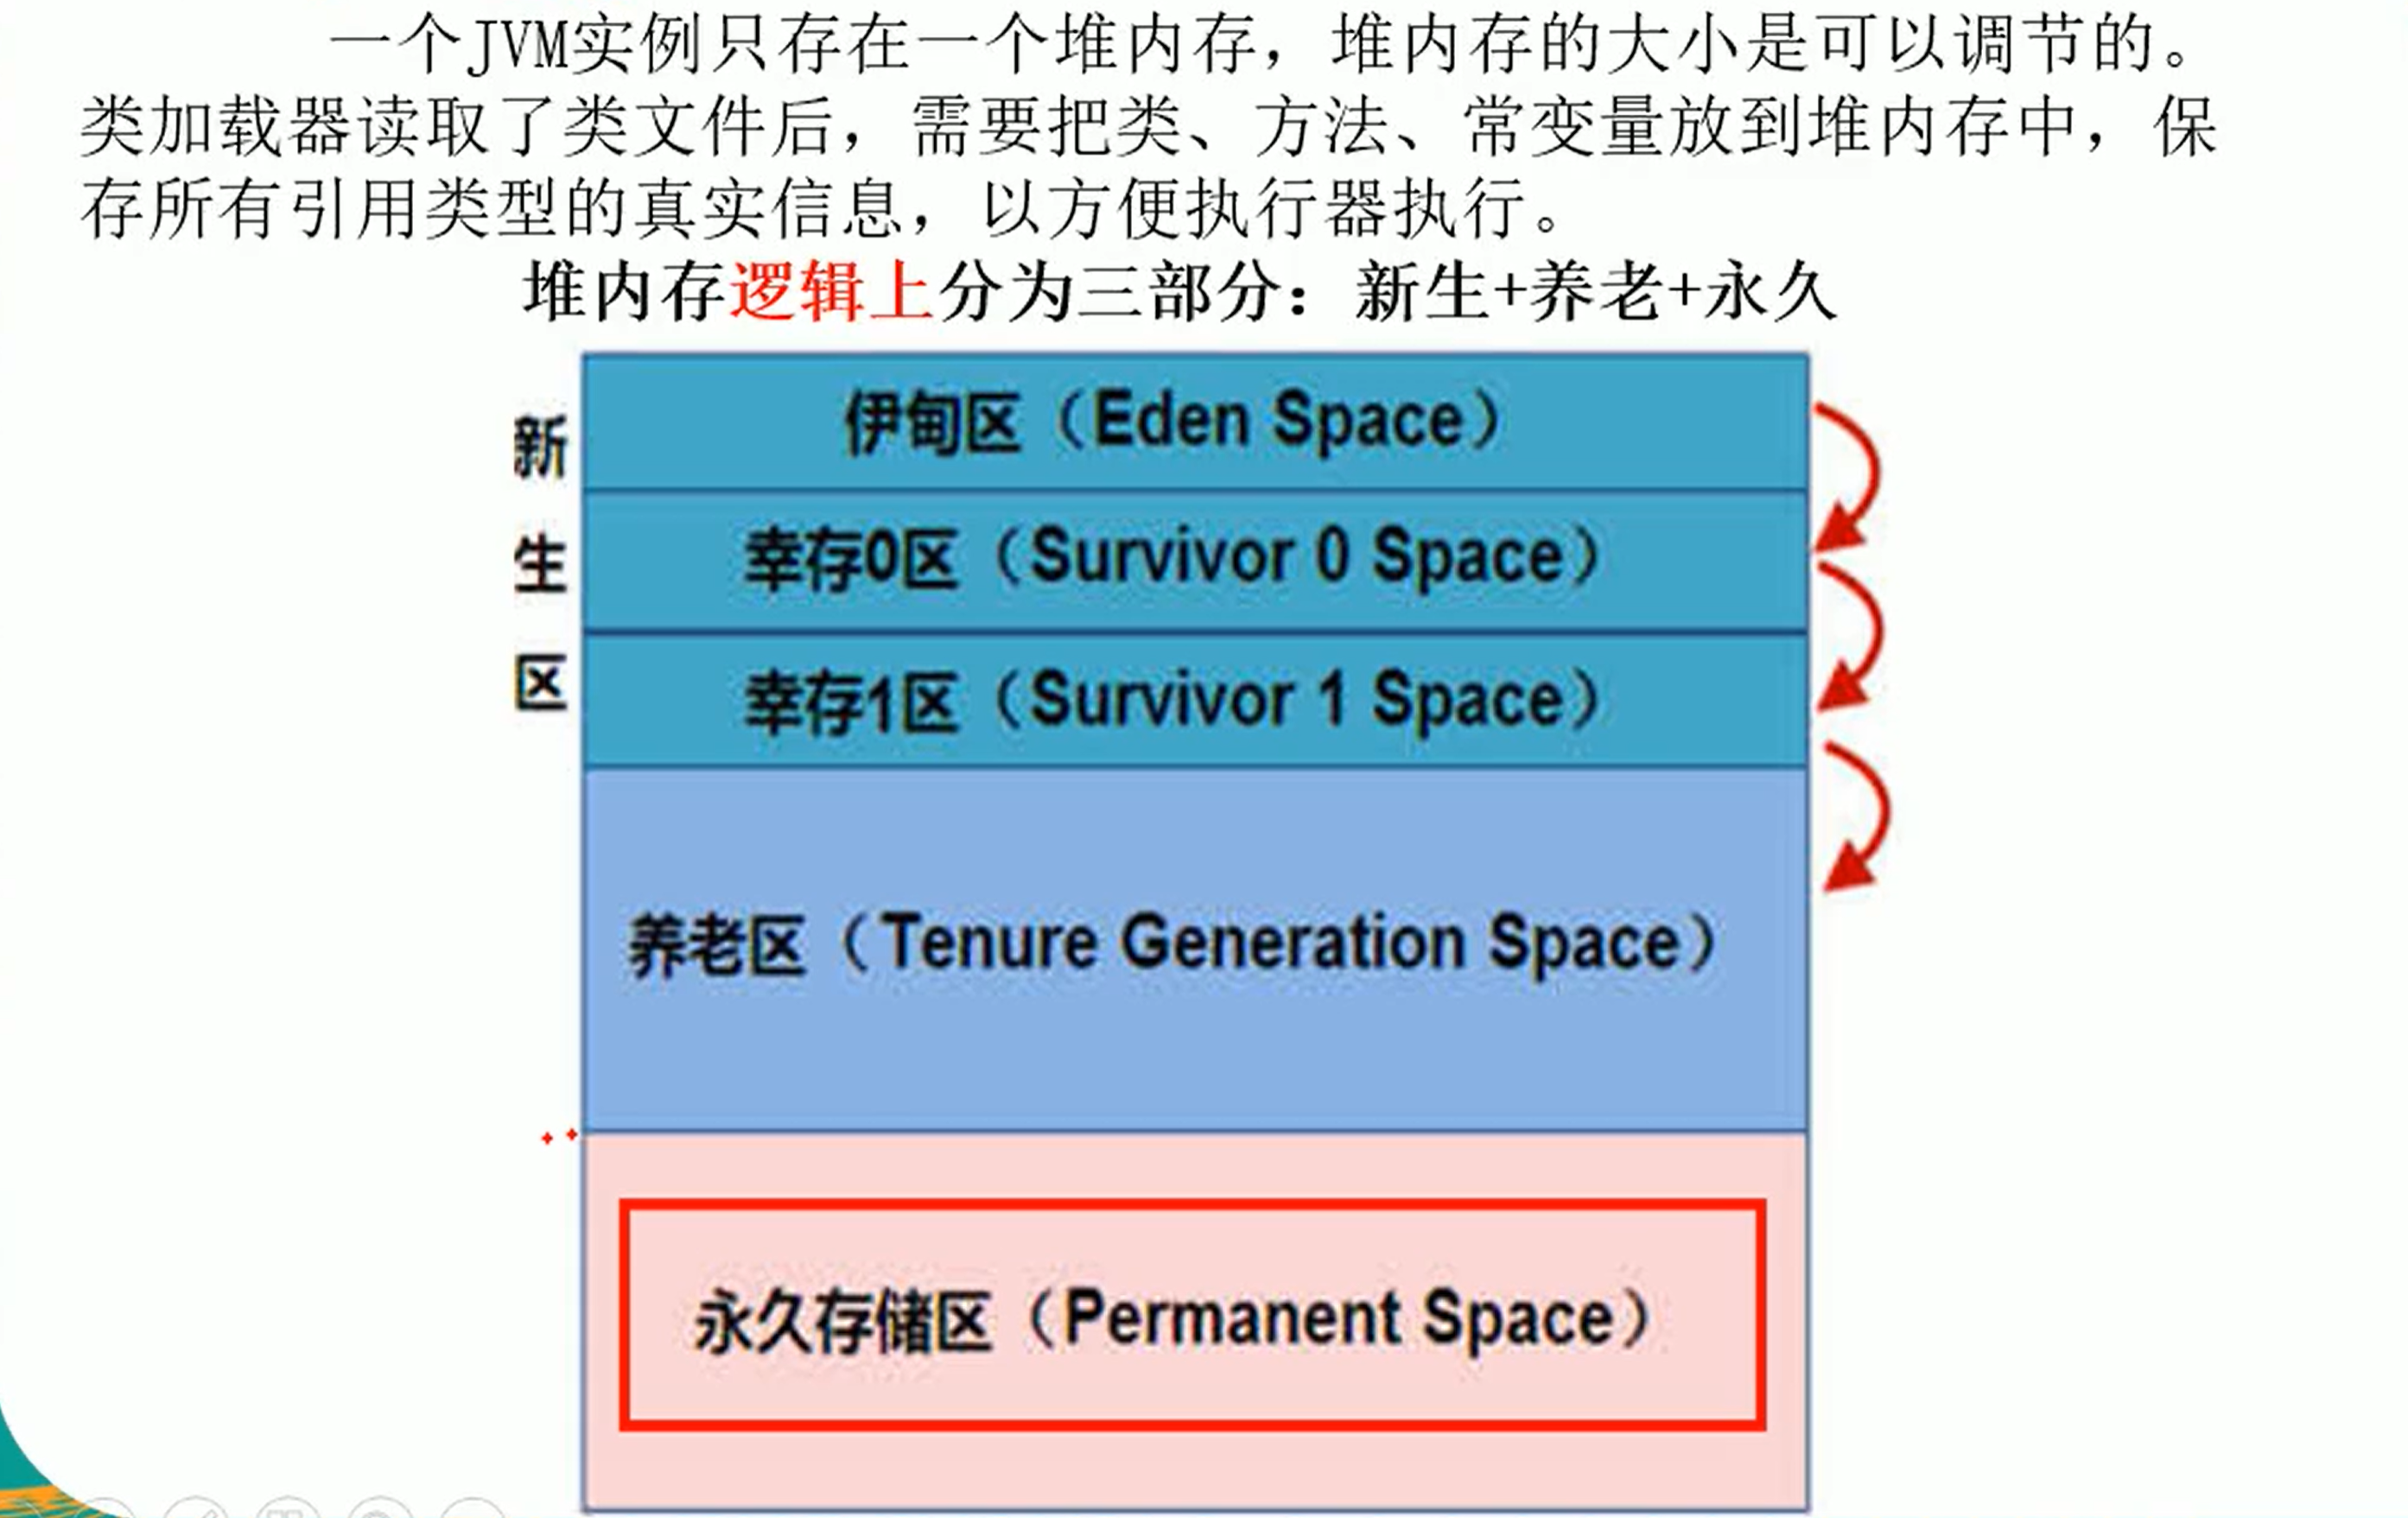 一个JVM实例只存在一个堆内存，堆内存的大小是可以调节的。
类加载器读取了类文件后，需要把类、方法、常变量放到堆内存中，保
存所有引用类型的真实信息，以方便执行器执行。
堆内存逻辑上分为三部分：新生+养老+永久
新生区
伊甸区（Eden Space）
幸存0区（Survivor 0 Space）
幸存1区（Survivor 1 Space）
养老区（Tenure Generation Space）
永久存储区（Permanent Space）